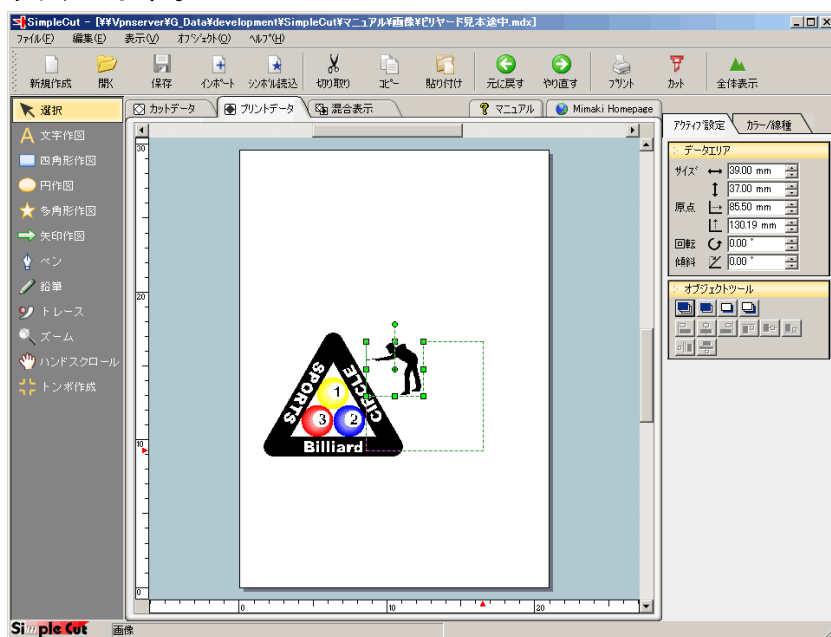 SimpleCut - [¥¥Vpnserver¥G_Data¥development¥SimpleCut¥マニュアル¥画像¥ビリヤード見本途中.mdx]
ファイル(F) 編集(E) 表示(V) オブジェクト(O) ヘルプ(H)
新規作成 開く 保存 インポート シンボル読込 切り取り コピー 貼り付け 元に戻す やり直す プリント カット 全体表示
選択
文字作図
四角形作図
円作図
多角形作図
矢印作図
ペン
鉛筆
トレース
ズーム
ハンドスクロール
トンボ作成
カットデータ プリントデータ 混合表示 マニュアル Mimaki Homepage
30
20
10
0
0 10 20
SPORTS
CIRCLE
1
3 2
Billiard
アクティブ設定 カラー/線種
データエリア
サイズ 39.00 mm
37.00 mm
原点 85.50 mm
130.19 mm
回転 0.00 °
傾斜 0.00 °
オブジェクトツール
Simple Cut 画像